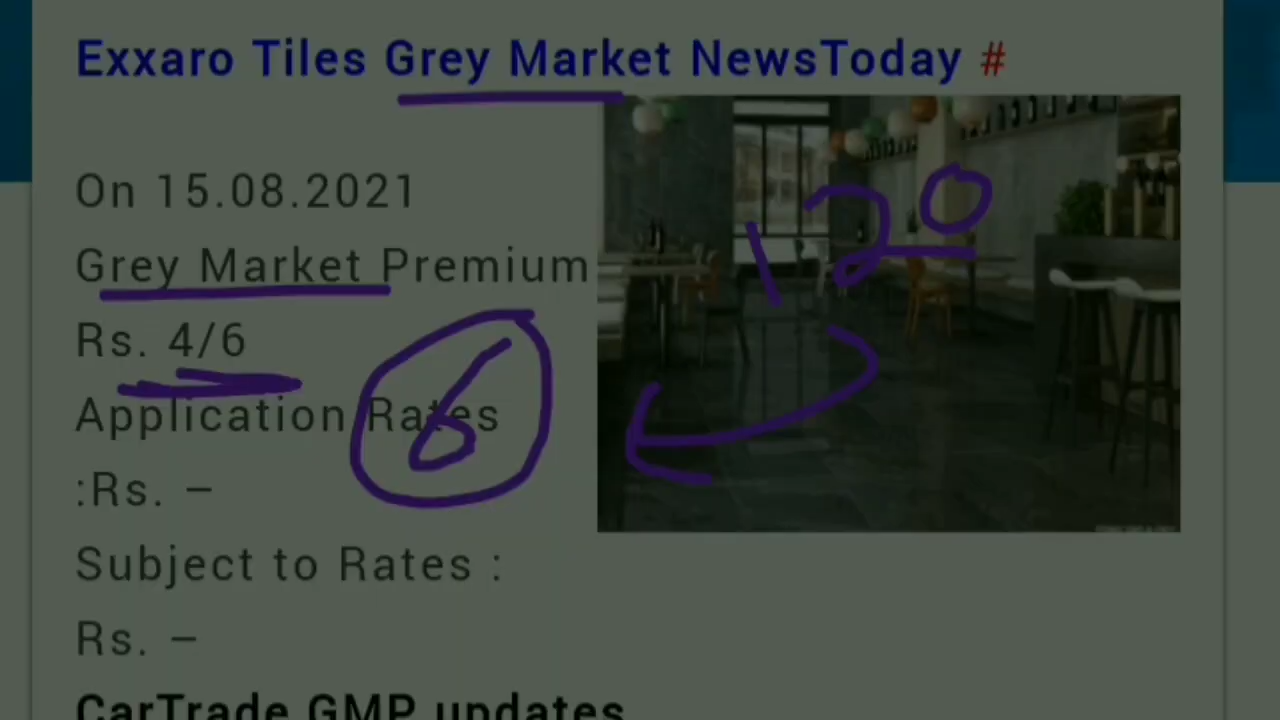 Exxaro Tiles Grey Market NewsToday #
On 15.08.2021
Grey Market Premium
Rs. 4/6
Application Rates
:Rs. –
Subject to Rates :
Rs. –
CarTrade GMP updates
120
6